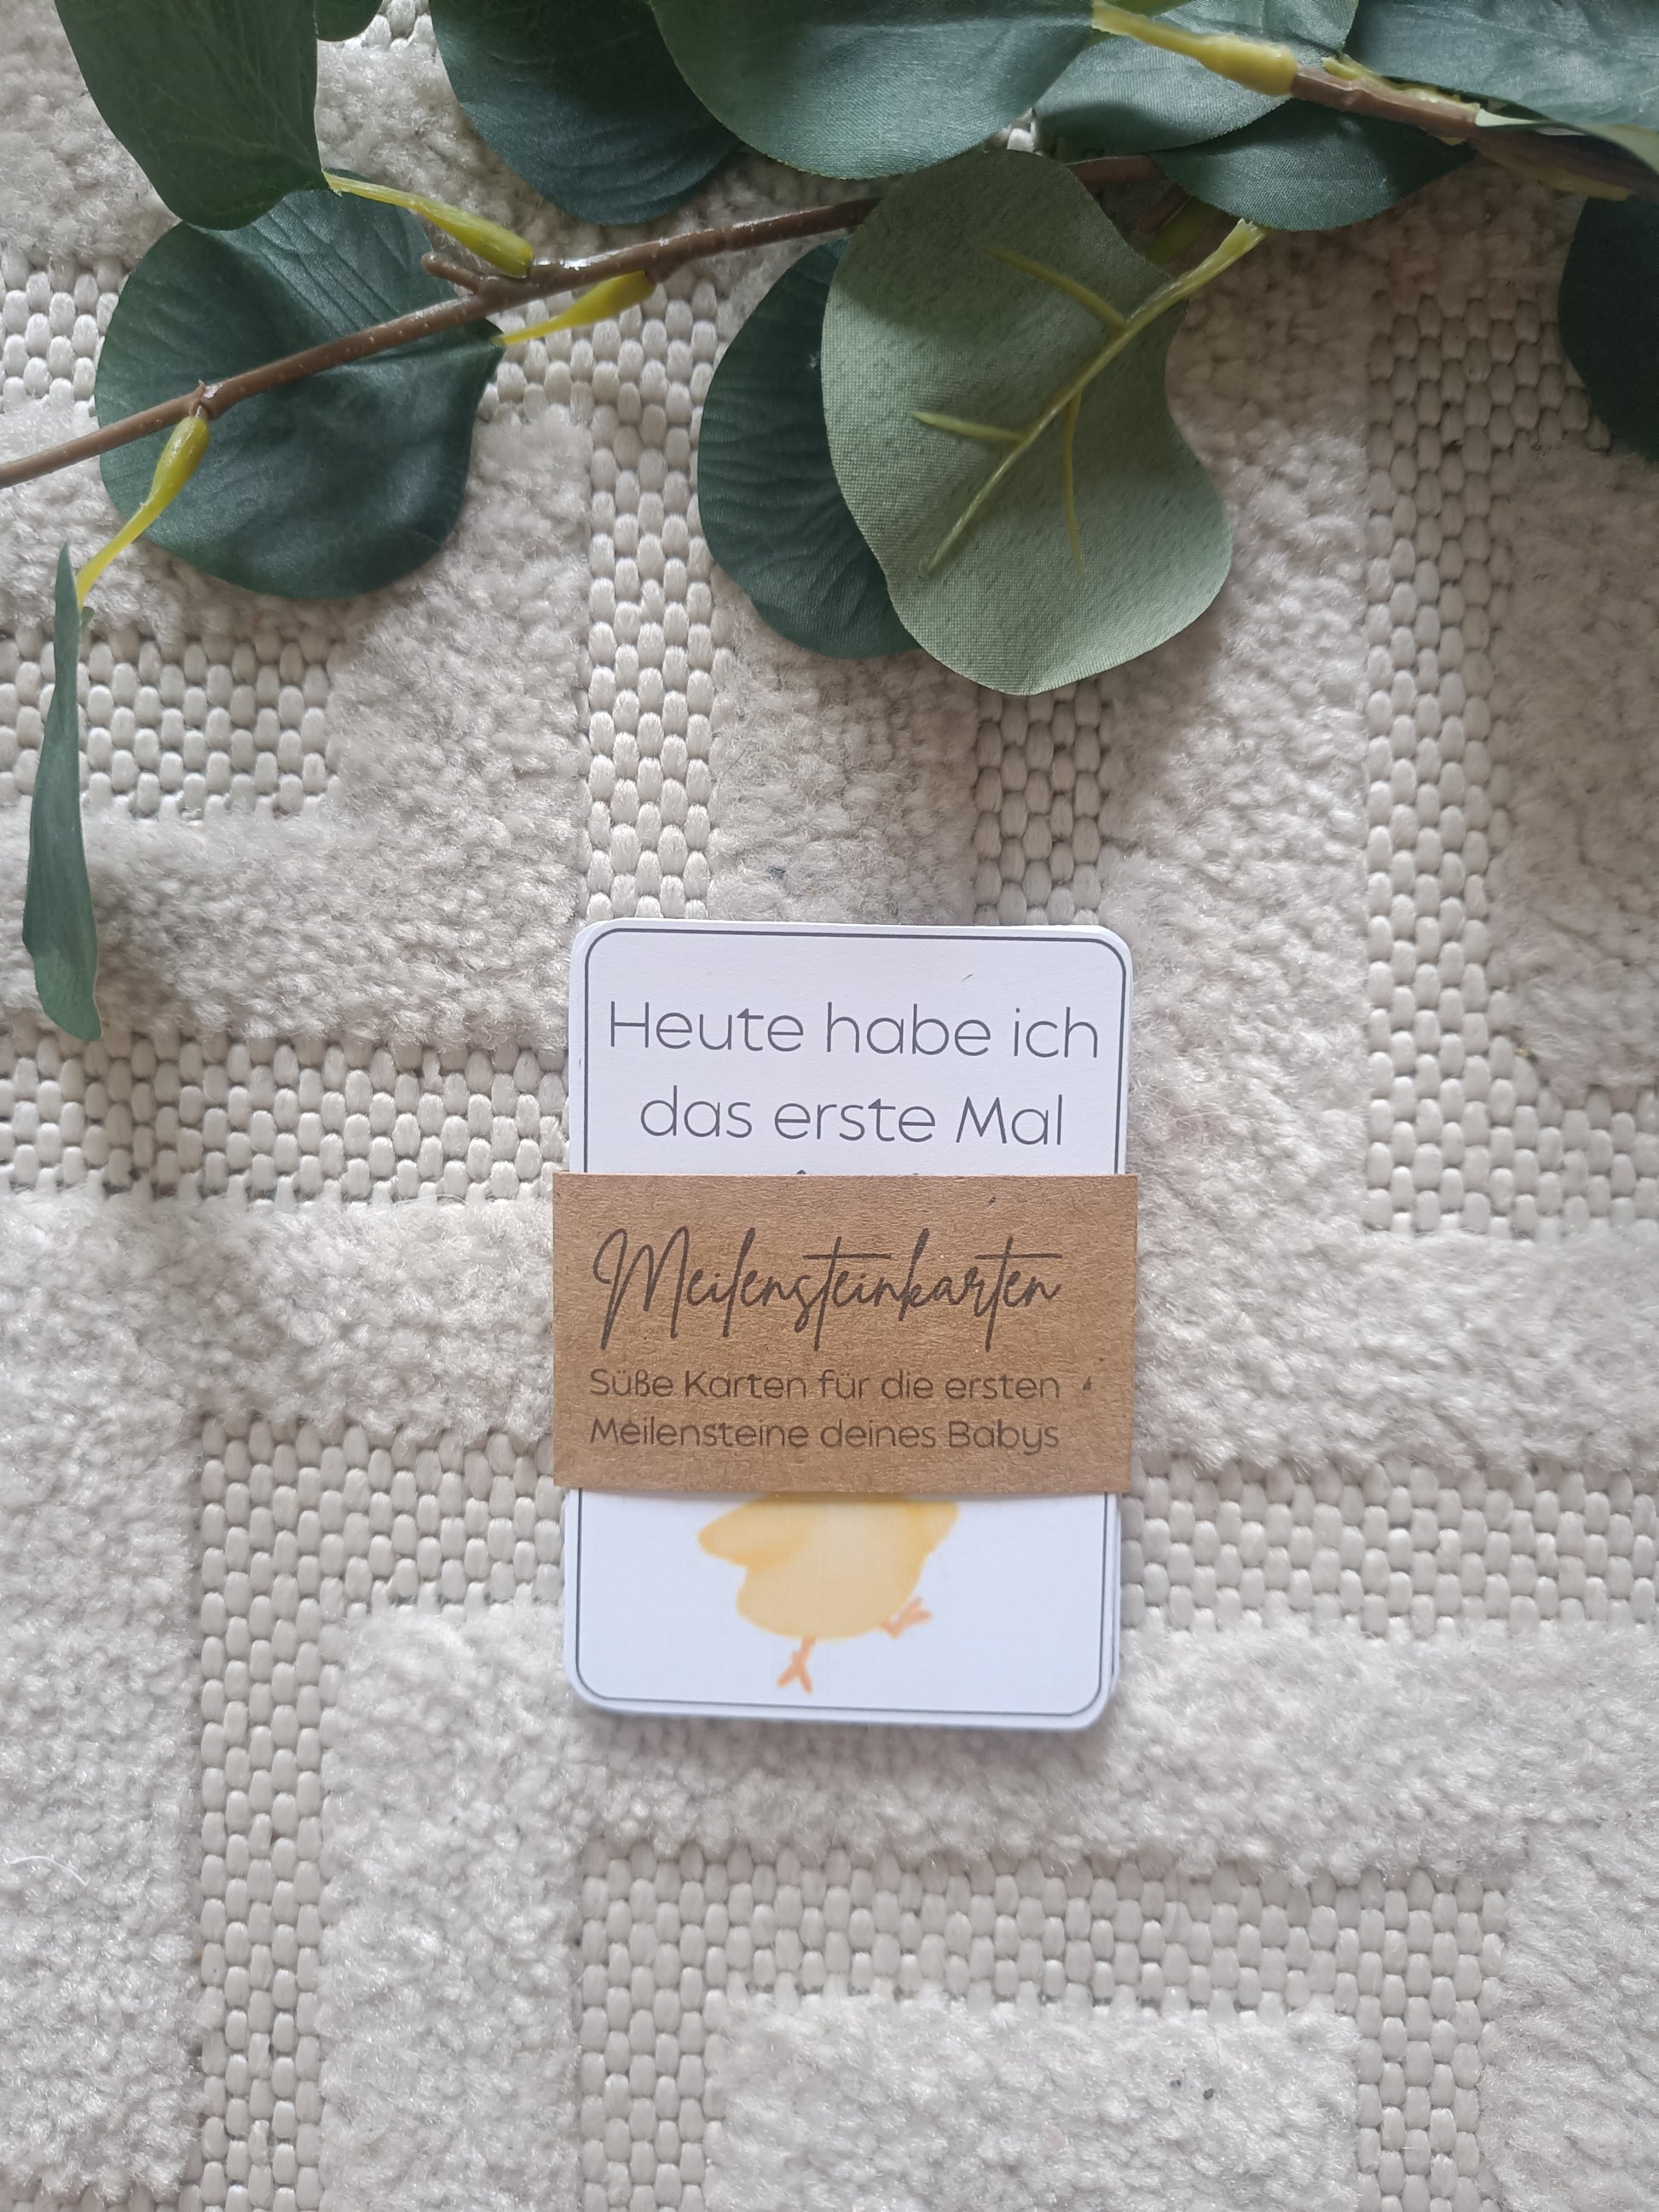 Heute habe ich
das erste Mal
Meilensteinkarten
Süße Karten für die ersten
Meilensteine deines Babys